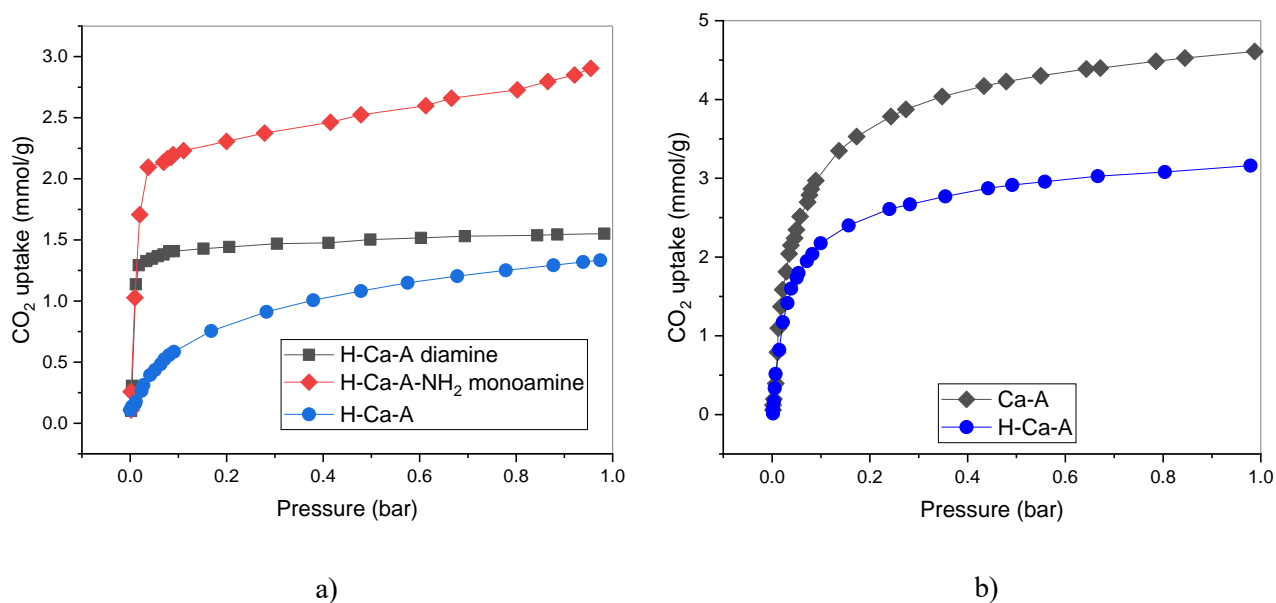 3.0
2.5
2.0
1.5
1.0
0.5
0.0
CO₂ uptake (mmol/g)
H-Ca-A diamine
H-Ca-A-NH₂ monoamine
H-Ca-A
0.0 0.2 0.4 0.6 0.8 1.0
Pressure (bar)
a)
5
4
3
2
1
0
CO₂ uptake (mmol/g)
Ca-A
H-Ca-A
0.0 0.2 0.4 0.6 0.8 1.0
Pressure (bar)
b)